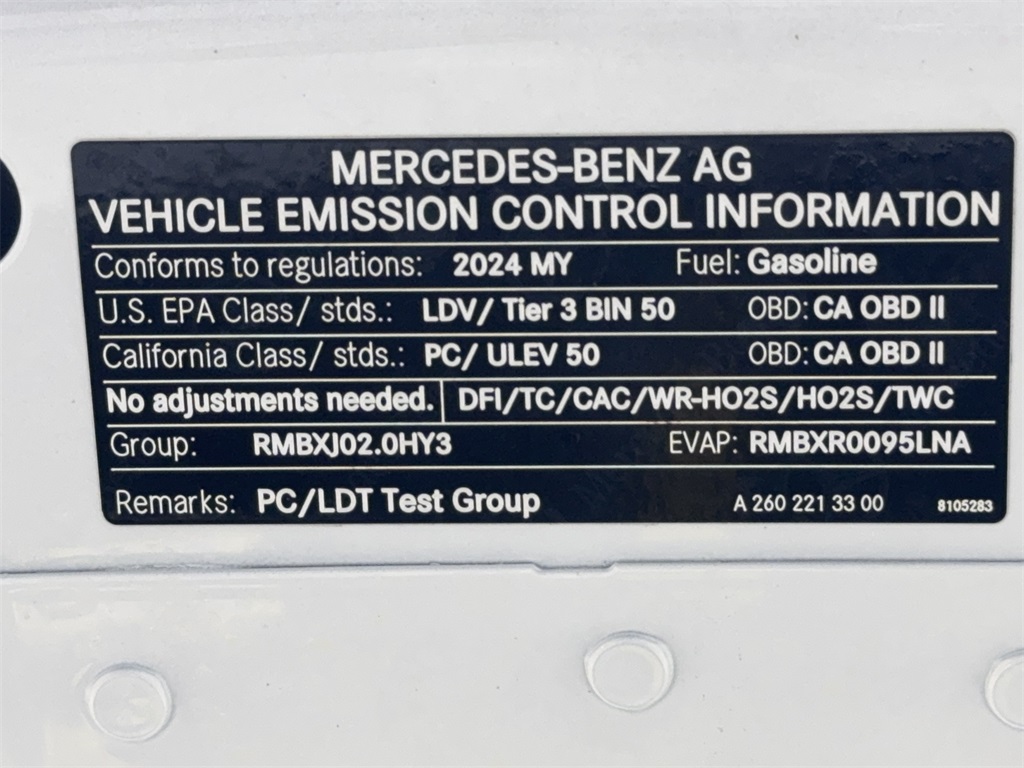 MERCEDES-BENZ AG
VEHICLE EMISSION CONTROL INFORMATION
Conforms to regulations: 2024 MY Fuel: Gasoline
U.S. EPA Class/ stds.: LDV/ Tier 3 BIN 50 OBD: CA OBD II
California Class/ stds.: PC/ ULEV 50 OBD: CA OBD II
No adjustments needed. DFI/TC/CAC/WR-HO2S/HO2S/TWC
Group: RMBXJ02.0HY3 EVAP: RMBXR0095LNA
Remarks: PC/LDT Test Group A 260 221 33 00 8105283